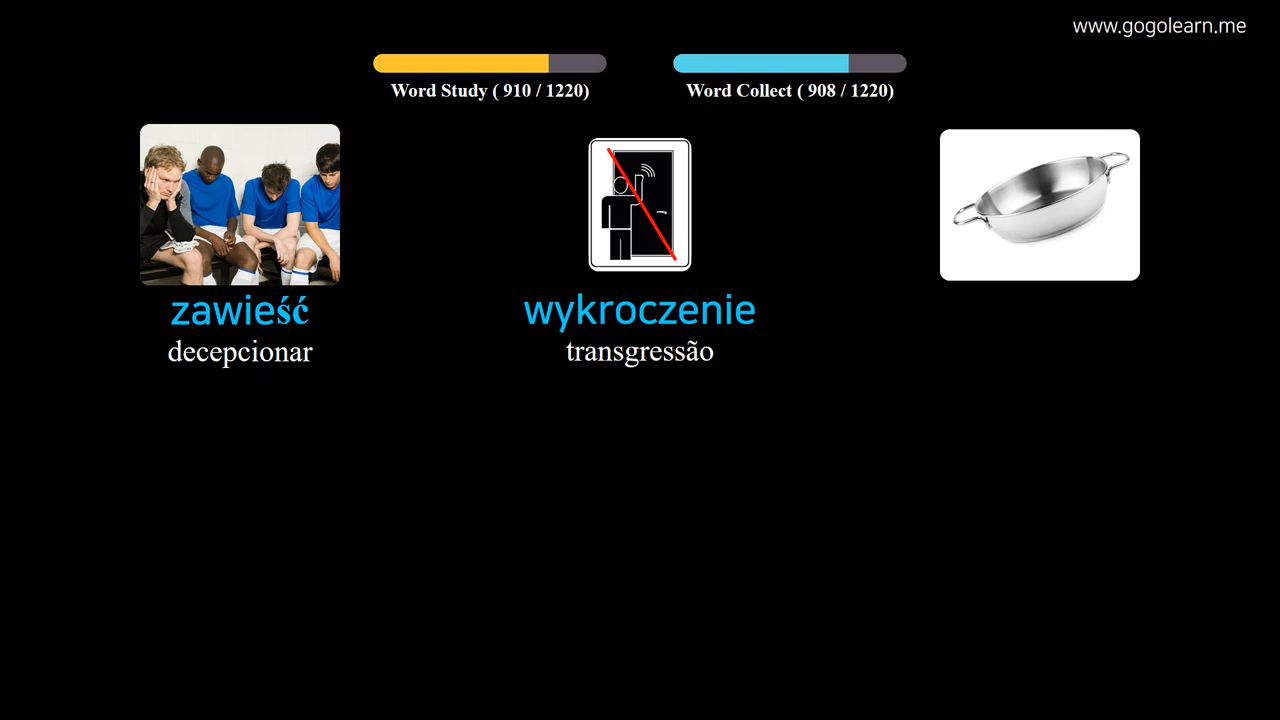 www.gogolearn.me
Word Study ( 910 / 1220)
Word Collect ( 908 / 1220)
zawieść
decepcionar
wykroczenie
transgressão